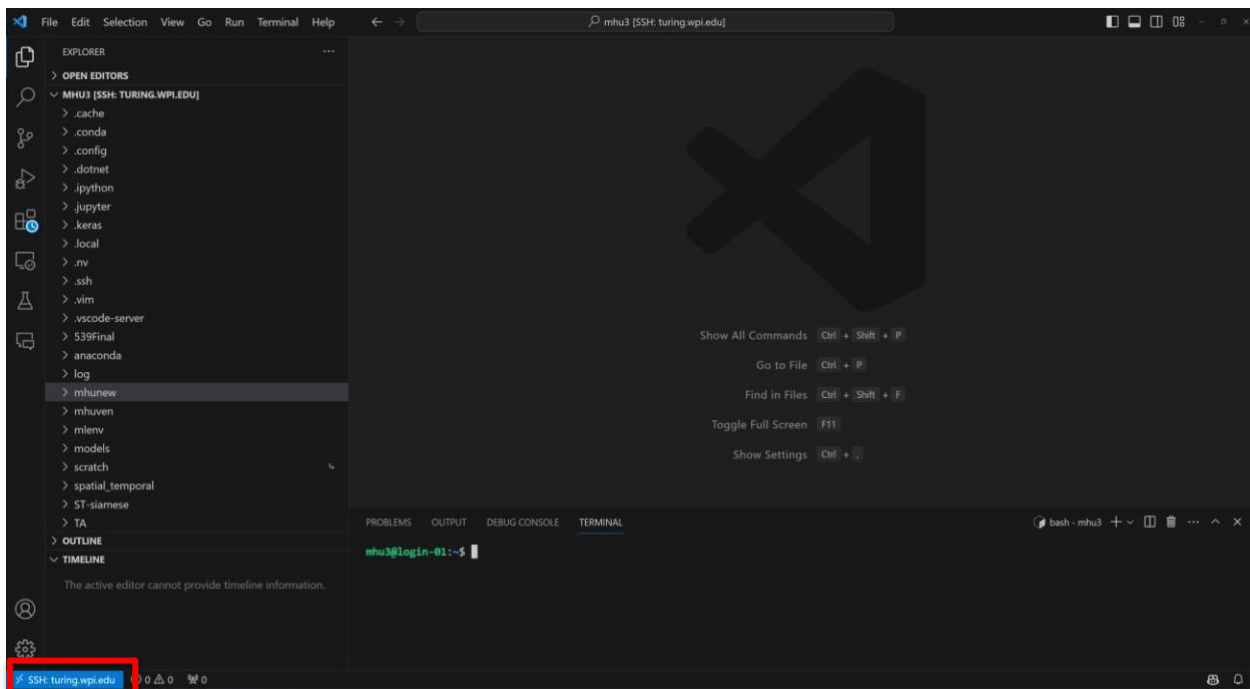 File Edit Selection View Go Run Terminal Help
mhu3 [SSH: turing.wpi.edu]
EXPLORER
OPEN EDITORS
MHU3 [SSH: TURING.WPI.EDU]
.cache
.conda
.config
.dotnet
.ipython
.jupyter
.keras
.local
.nv
.ssh
.vim
.vscode-server
539Final
anaconda
log
mhunew
mhuven
mlenv
models
scratch
spatial_temporal
ST-siamese
TA
OUTLINE
TIMELINE
The active editor cannot provide timeline information.
Show All Commands Ctrl + Shift + P
Go to File Ctrl + P
Find in Files Ctrl + Shift + F
Toggle Full Screen F11
Show Settings Ctrl + ,
PROBLEMS OUTPUT DEBUG CONSOLE TERMINAL
bash - mhu3
mhu3@login-01:~$
SSH: turing.wpi.edu 0 0 0